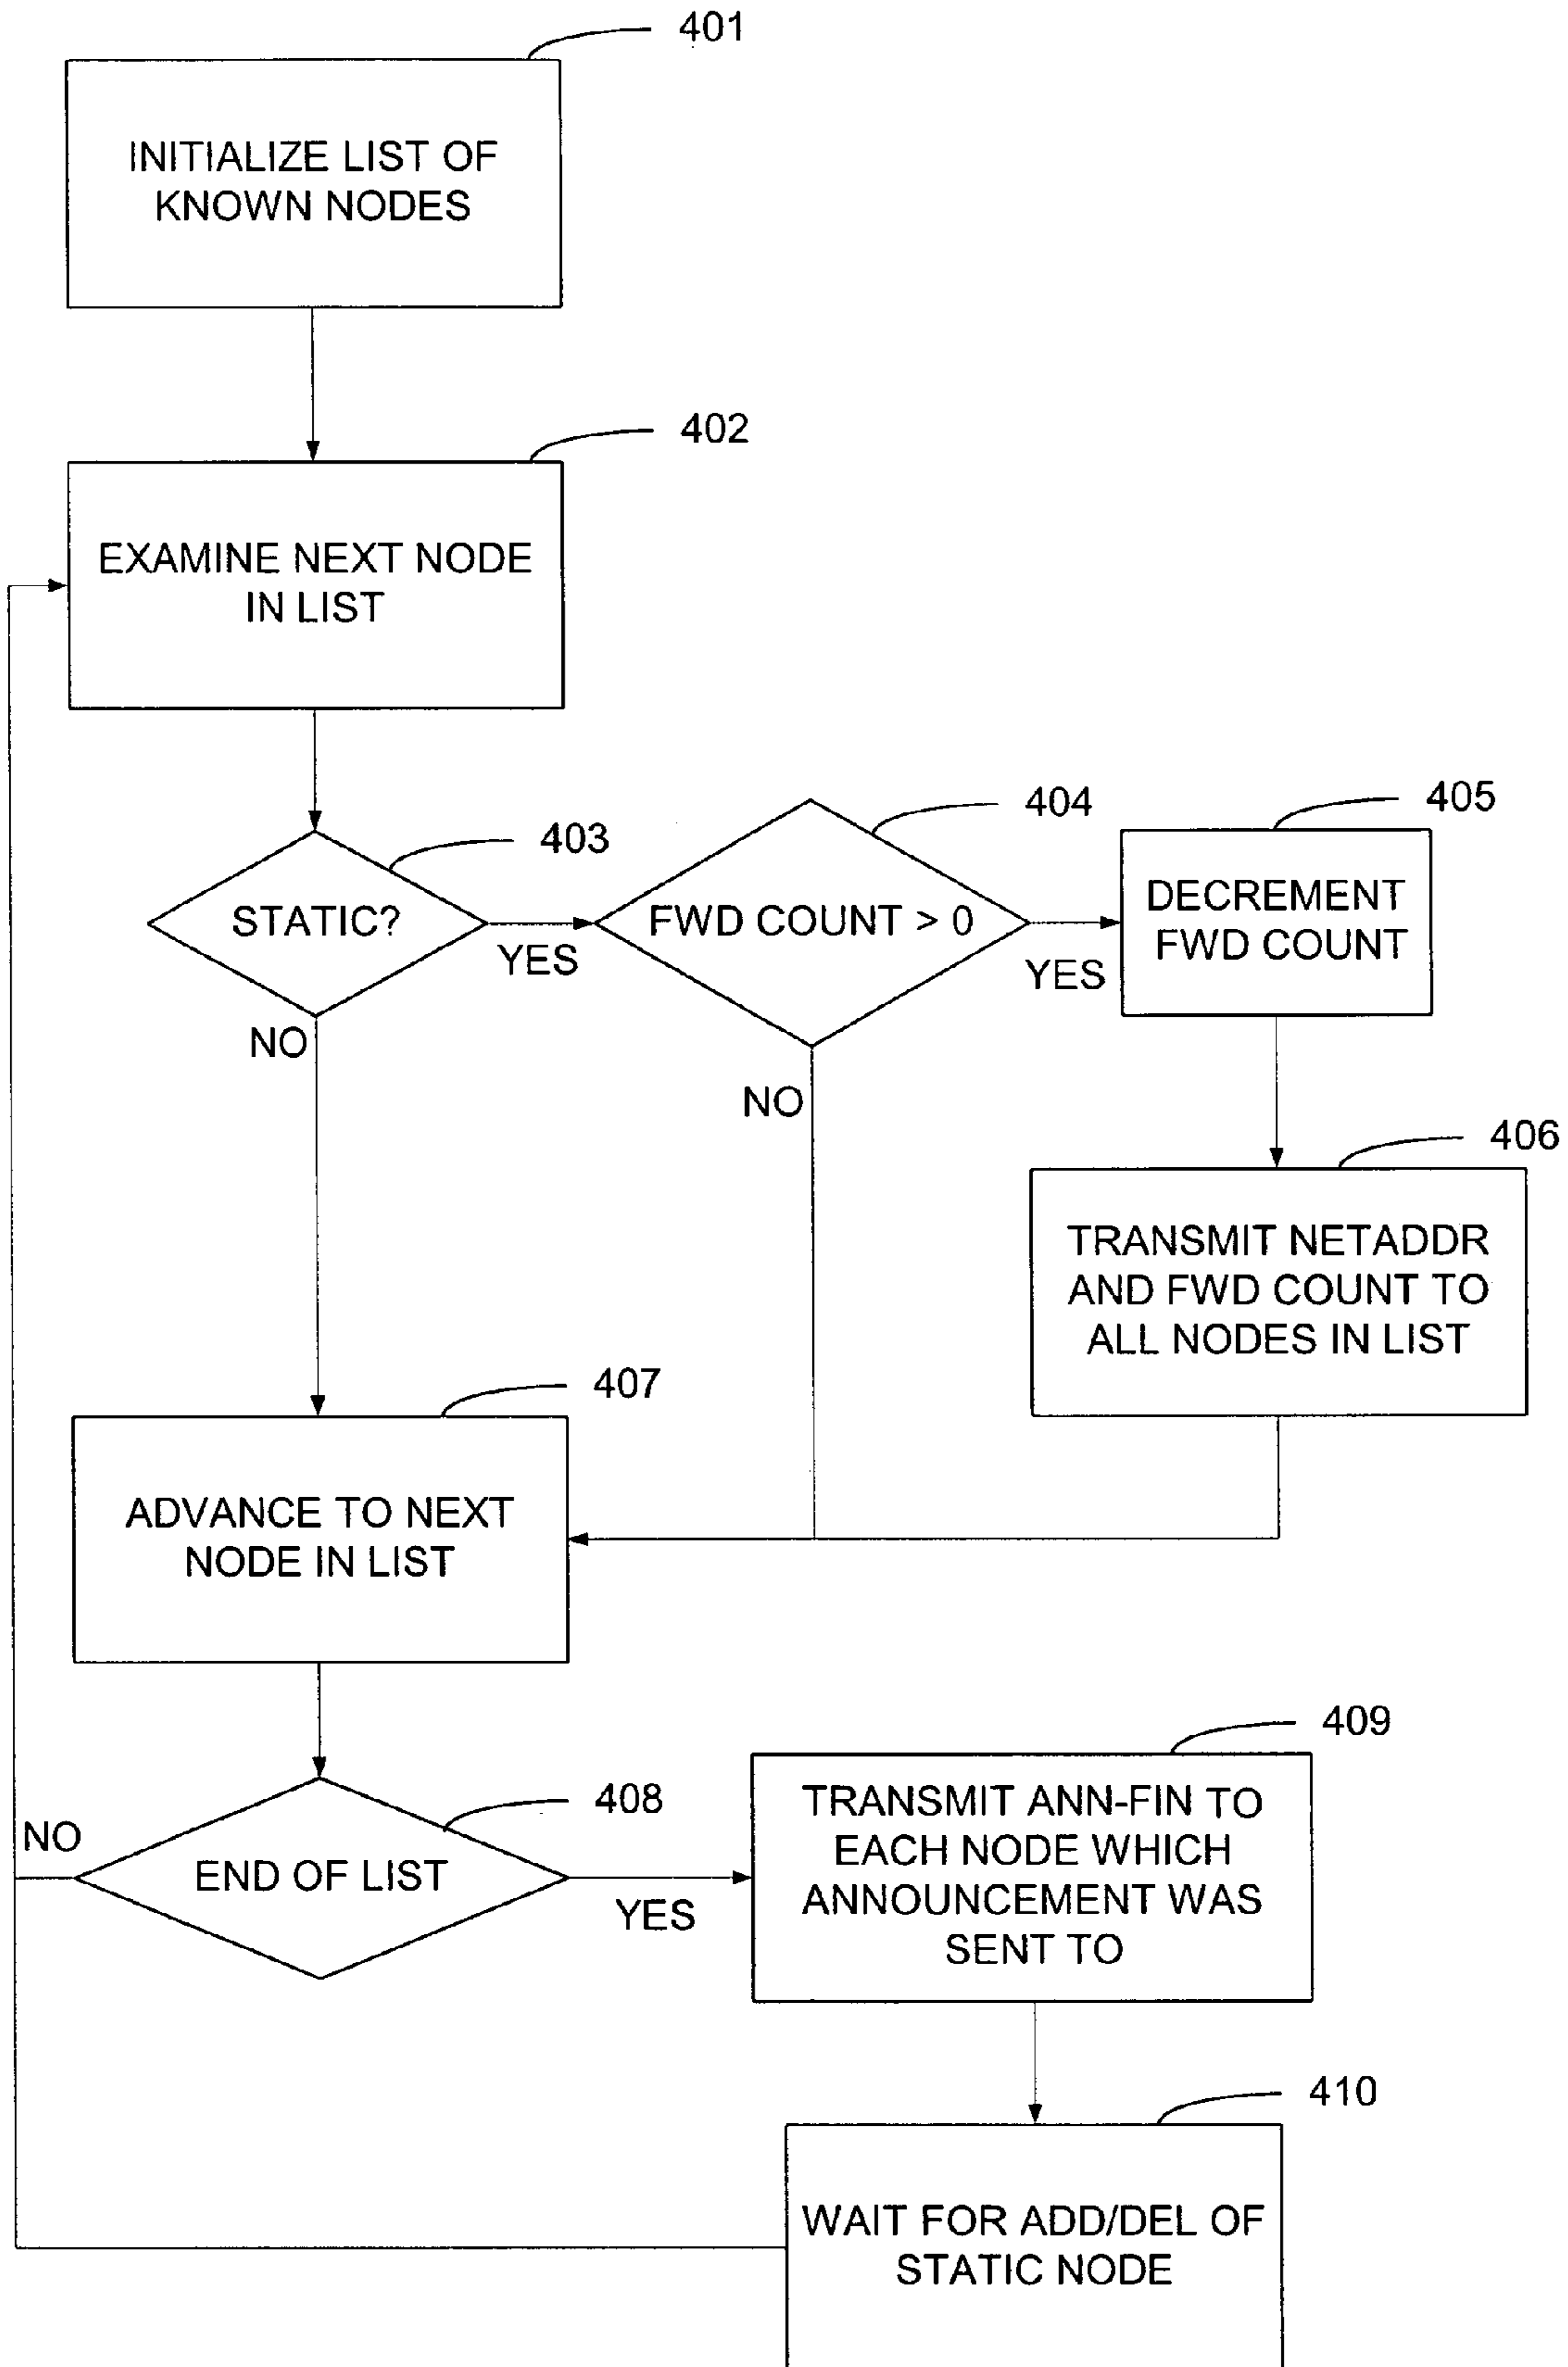 401
INITIALIZE LIST OF
KNOWN NODES
402
EXAMINE NEXT NODE
IN LIST
403
STATIC?
YES
NO
404
FWD COUNT > 0
YES
NO
405
DECREMENT
FWD COUNT
406
TRANSMIT NETADDR
AND FWD COUNT TO
ALL NODES IN LIST
407
ADVANCE TO NEXT
NODE IN LIST
408
END OF LIST
NO
YES
409
TRANSMIT ANN-FIN TO
EACH NODE WHICH
ANNOUNCEMENT WAS
SENT TO
410
WAIT FOR ADD/DEL OF
STATIC NODE